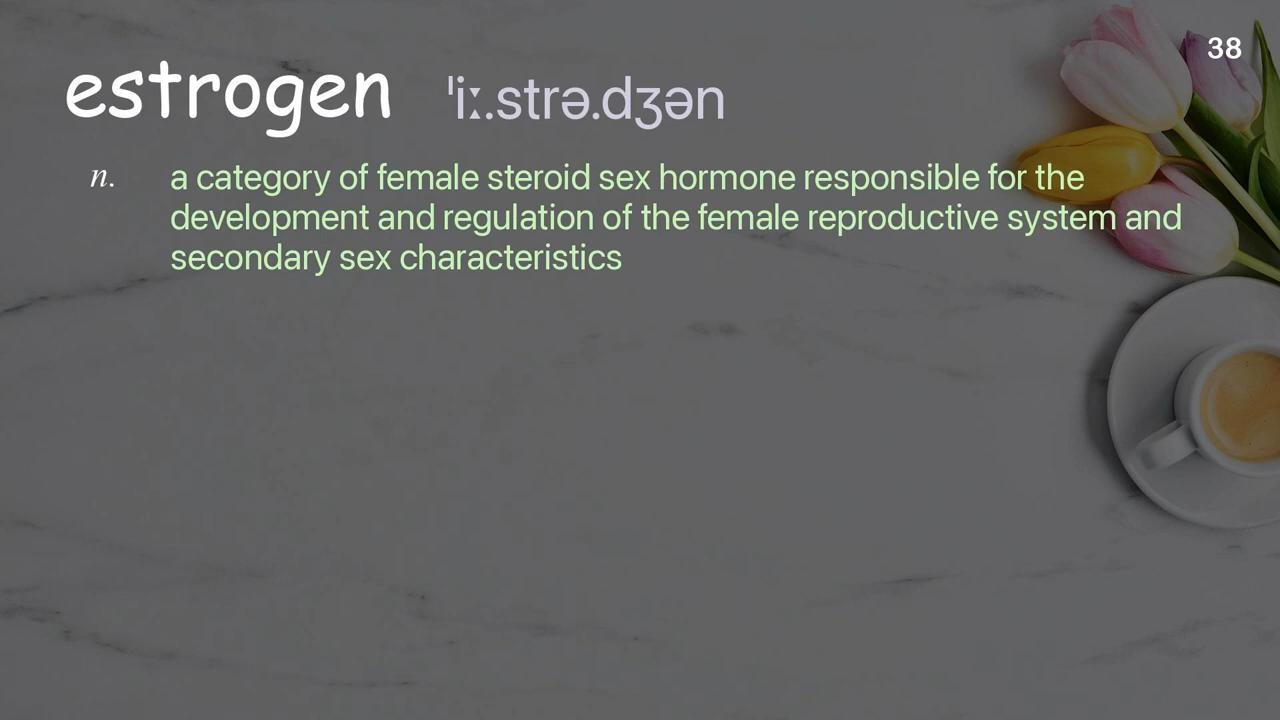 38
estrogen ˈiː.strə.dʒən
n. a category of female steroid sex hormone responsible for the
development and regulation of the female reproductive system and
secondary sex characteristics